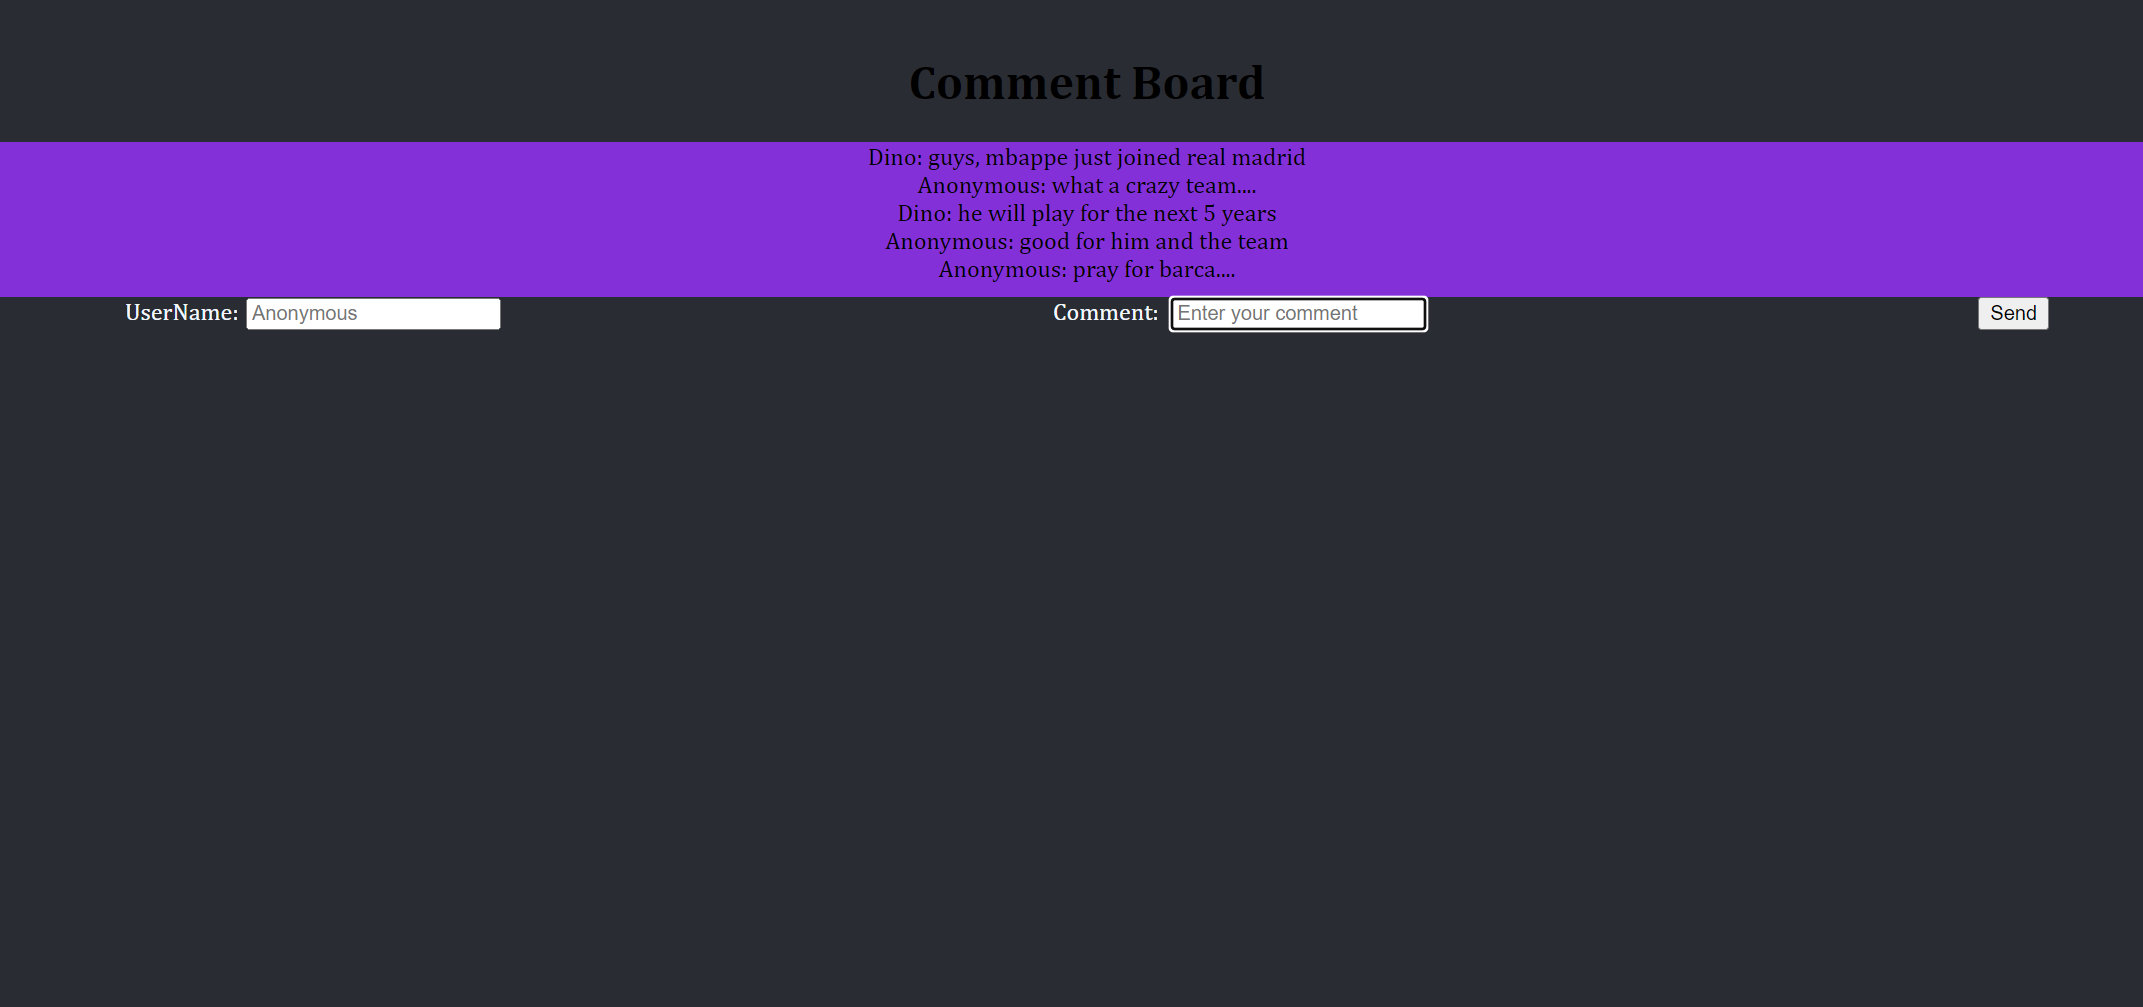 Comment Board
Dino: guys, mbappe just joined real madrid
Anonymous: what a crazy team....
Dino: he will play for the next 5 years
Anonymous: good for him and the team
Anonymous: pray for barca....
UserName: Anonymous Comment: Enter your comment Send